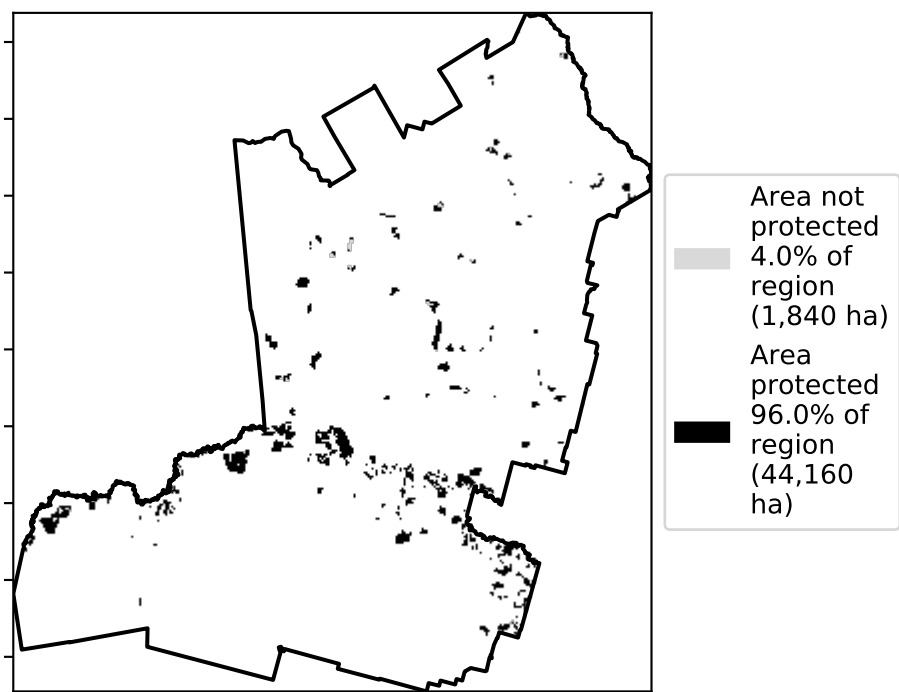 Area not
protected
4.0% of
region
(1,840 ha)
Area
protected
96.0% of
region
(44,160
ha)